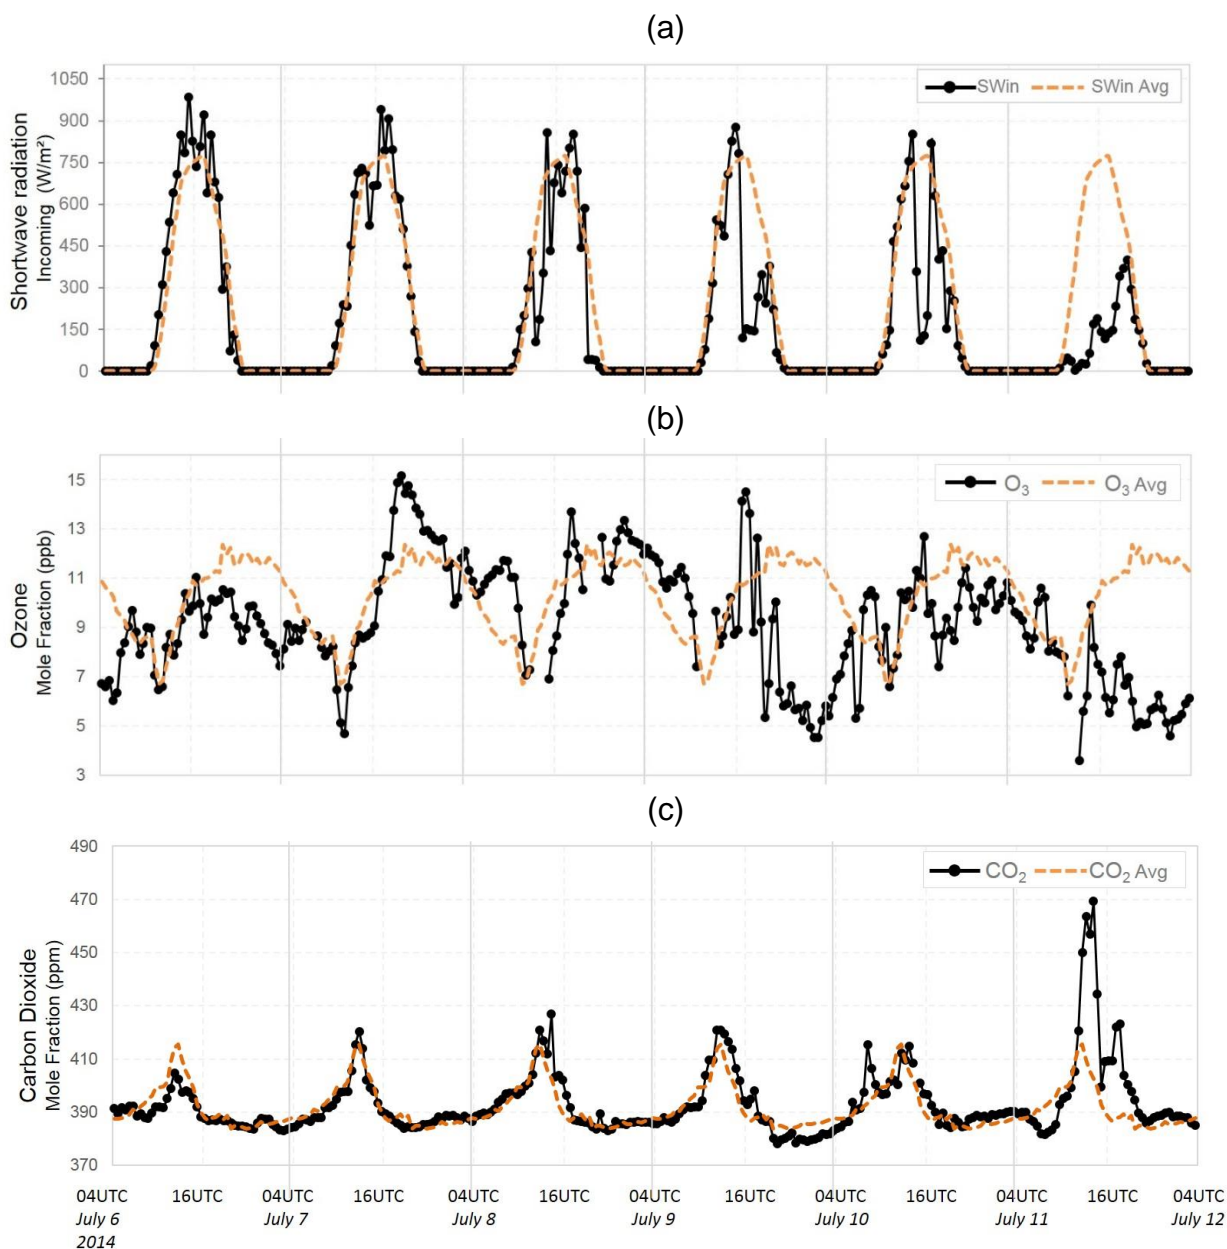 (a)
Shortwave radiation
Incoming (W/m²)
1050
900
750
600
450
300
150
0
SWin
SWin Avg
(b)
Ozone
Mole Fraction (ppb)
15
13
11
9
7
5
3
O₃
O₃ Avg
(c)
Carbon Dioxide
Mole Fraction (ppm)
490
470
450
430
410
390
370
CO₂
CO₂ Avg
04UTC 16UTC 04UTC 16UTC 04UTC 16UTC 04UTC 16UTC 04UTC 16UTC 04UTC 16UTC 04UTC
July 6 July 7 July 8 July 9 July 10 July 11 July 12
2014